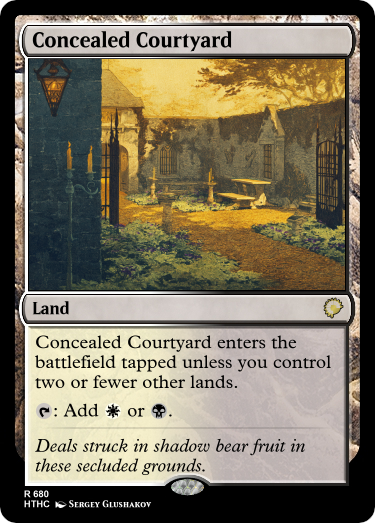 Concealed Courtyard
Land
Concealed Courtyard enters the
battlefield tapped unless you control
two or fewer other lands.
: Add or .
Deals struck in shadow bear fruit in
these secluded grounds.
R 680
HTHC Sergey Glushakov